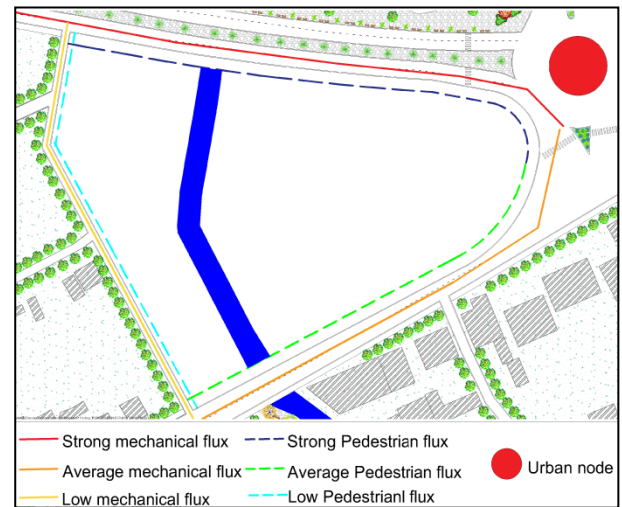 Strong mechanical flux
Strong Pedestrian flux
Average mechanical flux
Average Pedestrian flux
Urban node
Low mechanical flux
Low Pedestrianl flux